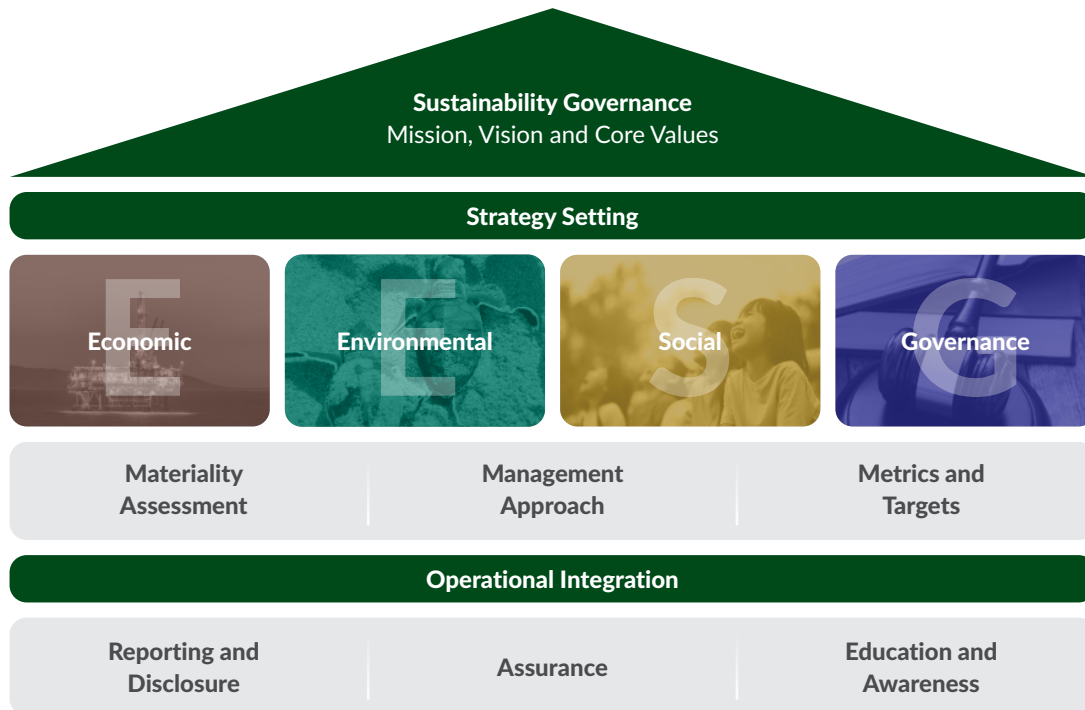 Sustainability Governance
Mission, Vision and Core Values
Strategy Setting
E
Economic
E
Environmental
S
Social
G
Governance
Materiality
Assessment
Management
Approach
Metrics and
Targets
Operational Integration
Reporting and
Disclosure
Assurance
Education and
Awareness